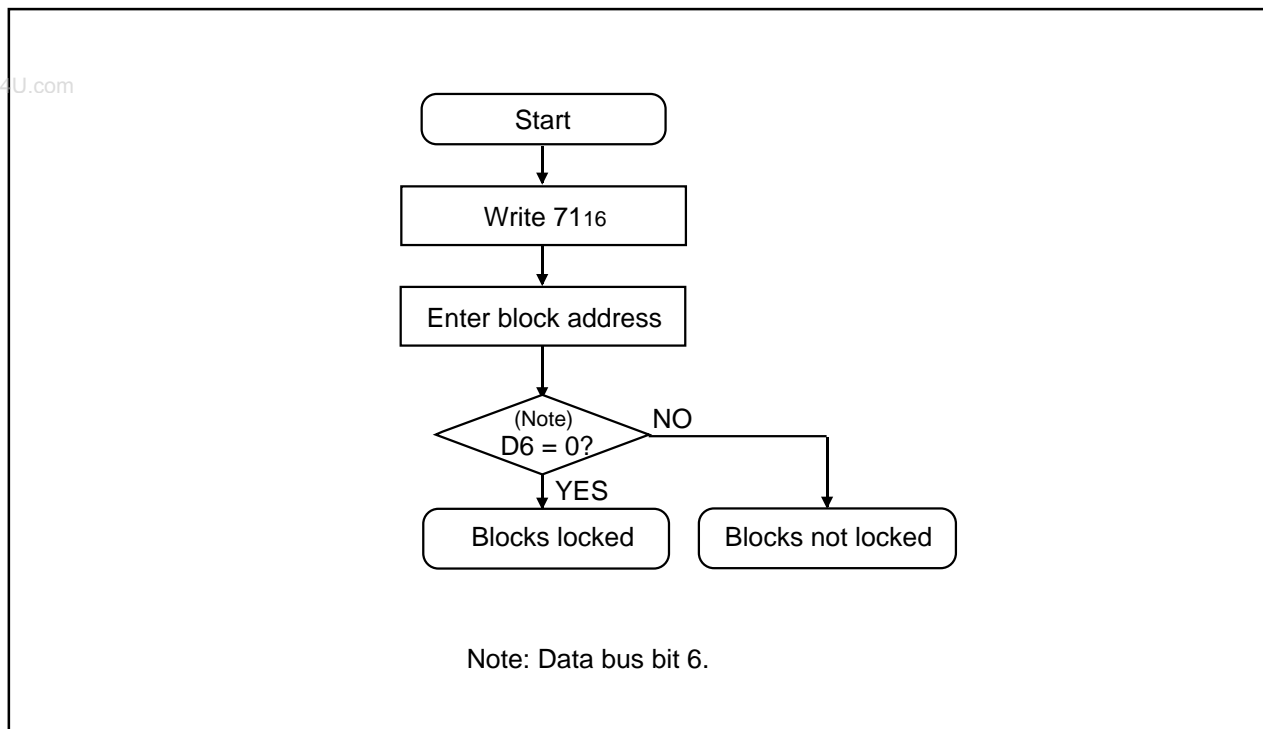 4U.com
Start
Write 7116
Enter block address
(Note)
D6 = 0?
NO
YES
Blocks locked
Blocks not locked
Note: Data bus bit 6.